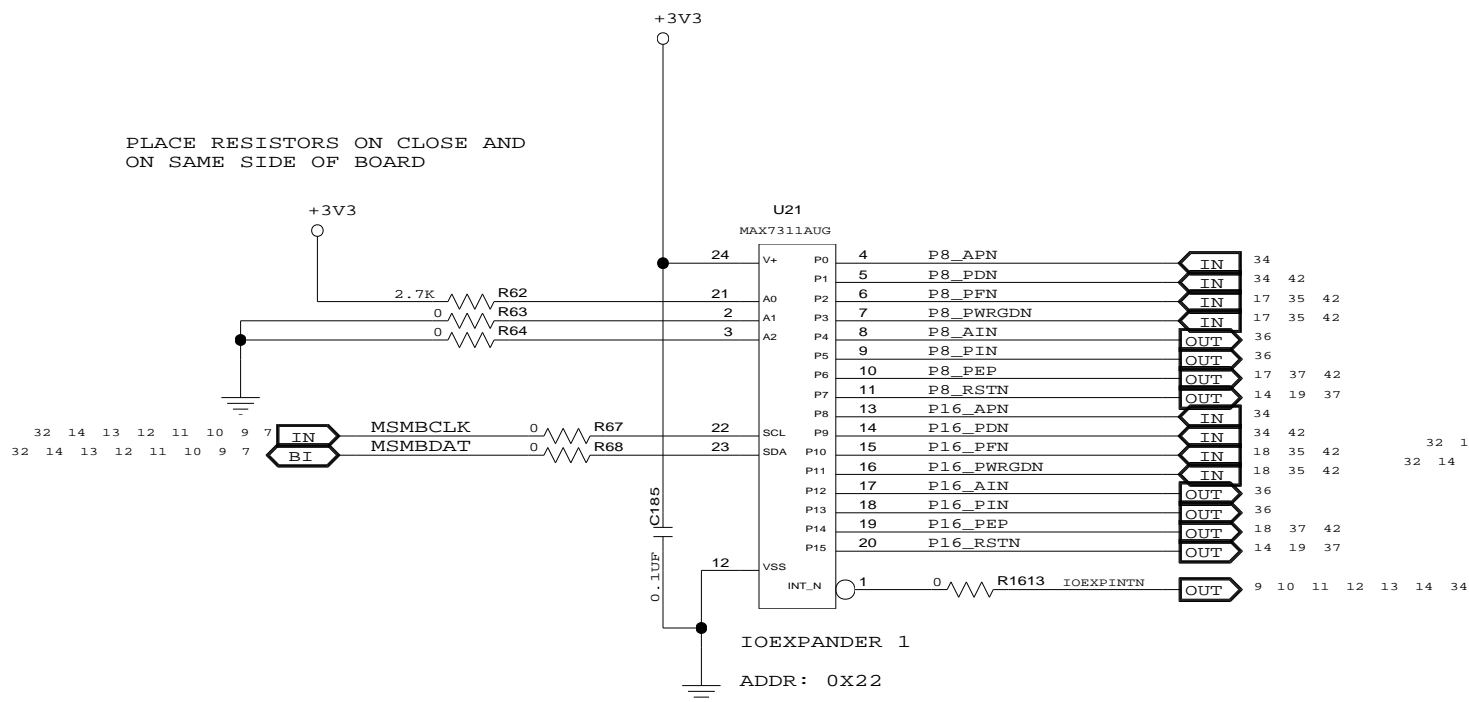 +3V3
PLACE RESISTORS ON CLOSE AND
ON SAME SIDE OF BOARD
+3V3
U21
MAX7311AUG
24 V+ P0 4 P8_APN IN 34
P1 5 P8_PDN IN 34 42
2.7K R62 21 A0 P2 6 P8_PFN IN 17 35 42
0 R63 2 A1 P3 7 P8_PWRGDN IN 17 35 42
0 R64 3 A2 P4 8 P8_AIN OUT 36
P5 9 P8_PIN OUT 36
P6 10 P8_PEP OUT 17 37 42
P7 11 P8_RSTN OUT 14 19 37
P8 13 P16_APN IN 34
32 14 13 12 11 10 9 7 IN MSMBCLK 0 R67 22 SCL P9 14 P16_PDN IN 34 42 32 1
32 14 13 12 11 10 9 7 BI MSMBDAT 0 R68 23 SDA P10 15 P16_PFN IN 18 35 42 32 14
P11 16 P16_PWRGDN IN 18 35 42
P12 17 P16_AIN OUT 36
C185 P13 18 P16_PIN OUT 36
P14 19 P16_PEP OUT 18 37 42
P15 20 P16_RSTN OUT 14 19 37
0.1UF 12 VSS
INT_N 1 0 R1613 IOEXPINTN OUT 9 10 11 12 13 14 34
IOEXPANDER 1
ADDR: 0X22